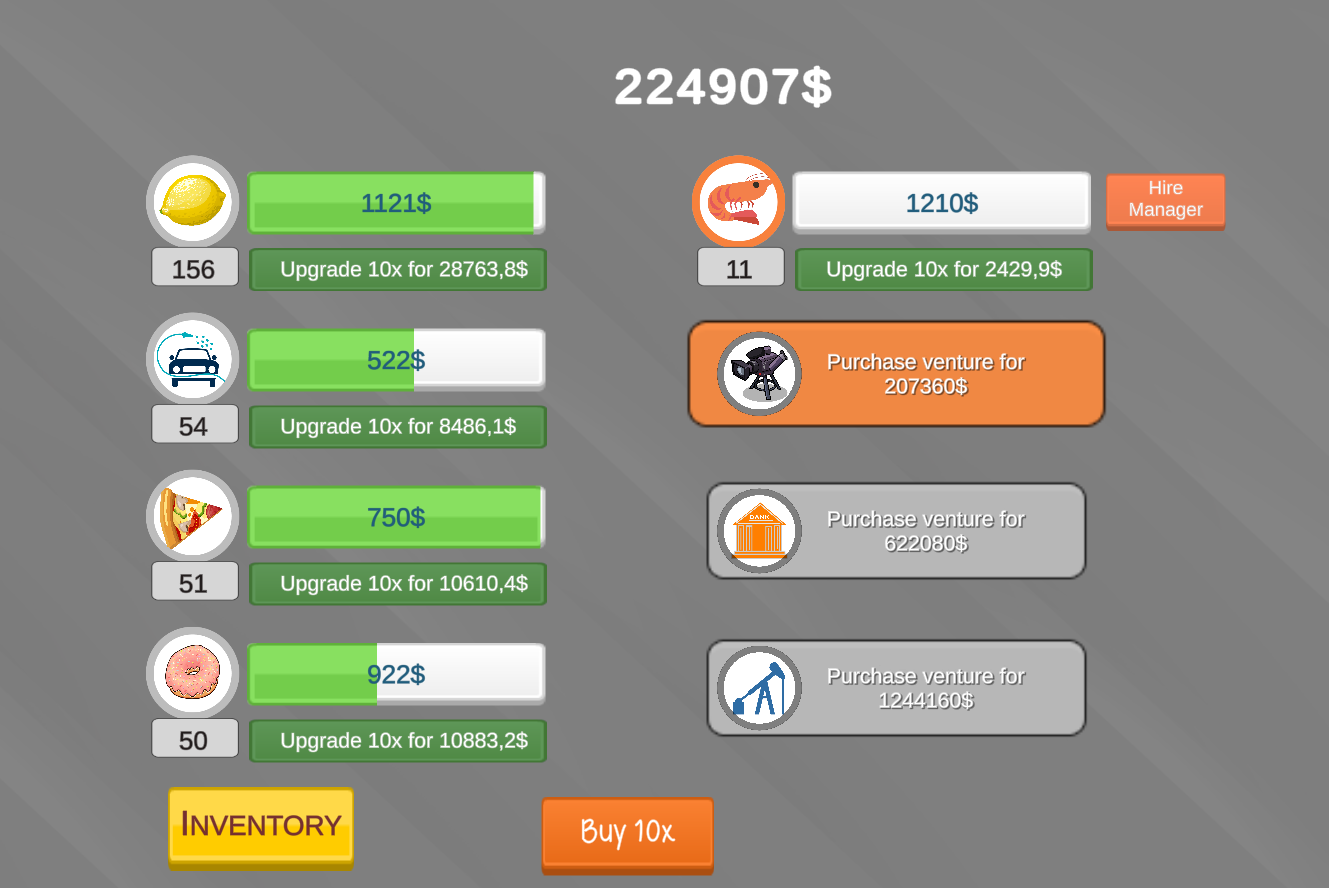 224907$
1121$
156
Upgrade 10x for 28763,8$
522$
54
Upgrade 10x for 8486,1$
750$
51
Upgrade 10x for 10610,4$
922$
50
Upgrade 10x for 10883,2$
1210$
Hire
Manager
11
Upgrade 10x for 2429,9$
Purchase venture for
207360$
BANK
Purchase venture for
622080$
Purchase venture for
1244160$
INVENTORY
Buy 10x